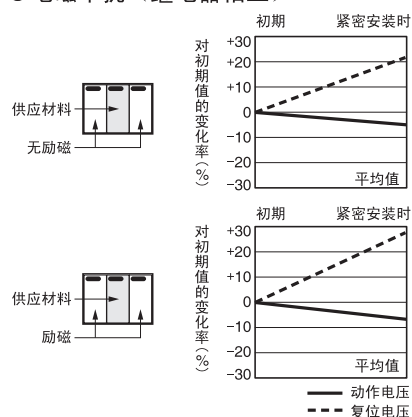 初期 紧密安装时
对初期值的变化率(%)
+30
+20
+10
0
−10
−20
−30
平均值
供应材料
无励磁
初期 紧密安装时
对初期值的变化率(%)
+30
+20
+10
0
−10
−20
−30
平均值
供应材料
励磁
动作电压
复位电压